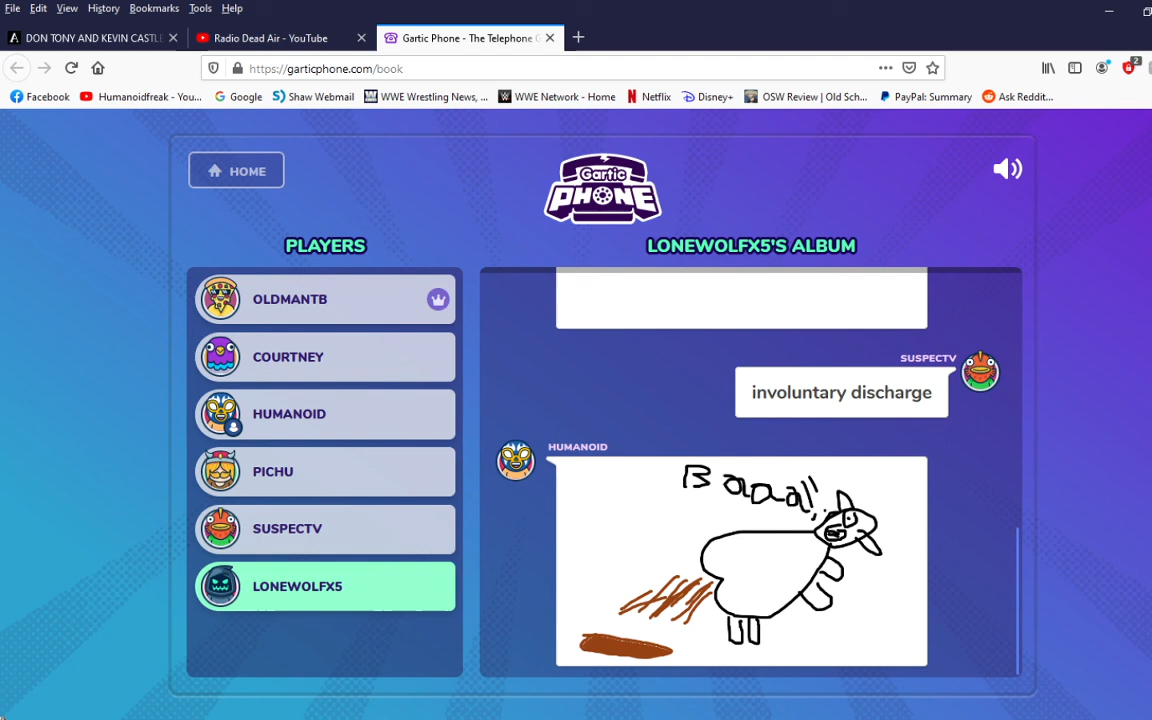 File Edit View History Bookmarks Tools Help
DON TONY AND KEVIN CASTLE
Radio Dead Air - YouTube
Gartic Phone - The Telephone G
https://garticphone.com/book
Facebook
Humanoidfreak - You...
Google
Shaw Webmail
WWE Wrestling News, ...
WWE Network - Home
Netflix
Disney+
OSW Review | Old Sch...
PayPal: Summary
Ask Reddit...
2
HOME
Gartic
PHONE
PLAYERS
LONEWOLFX5'S ALBUM
OLDMANTB
COURTNEY
HUMANOID
PICHU
SUSPECTV
LONEWOLFX5
SUSPECTV
involuntary discharge
HUMANOID
Baaa!!